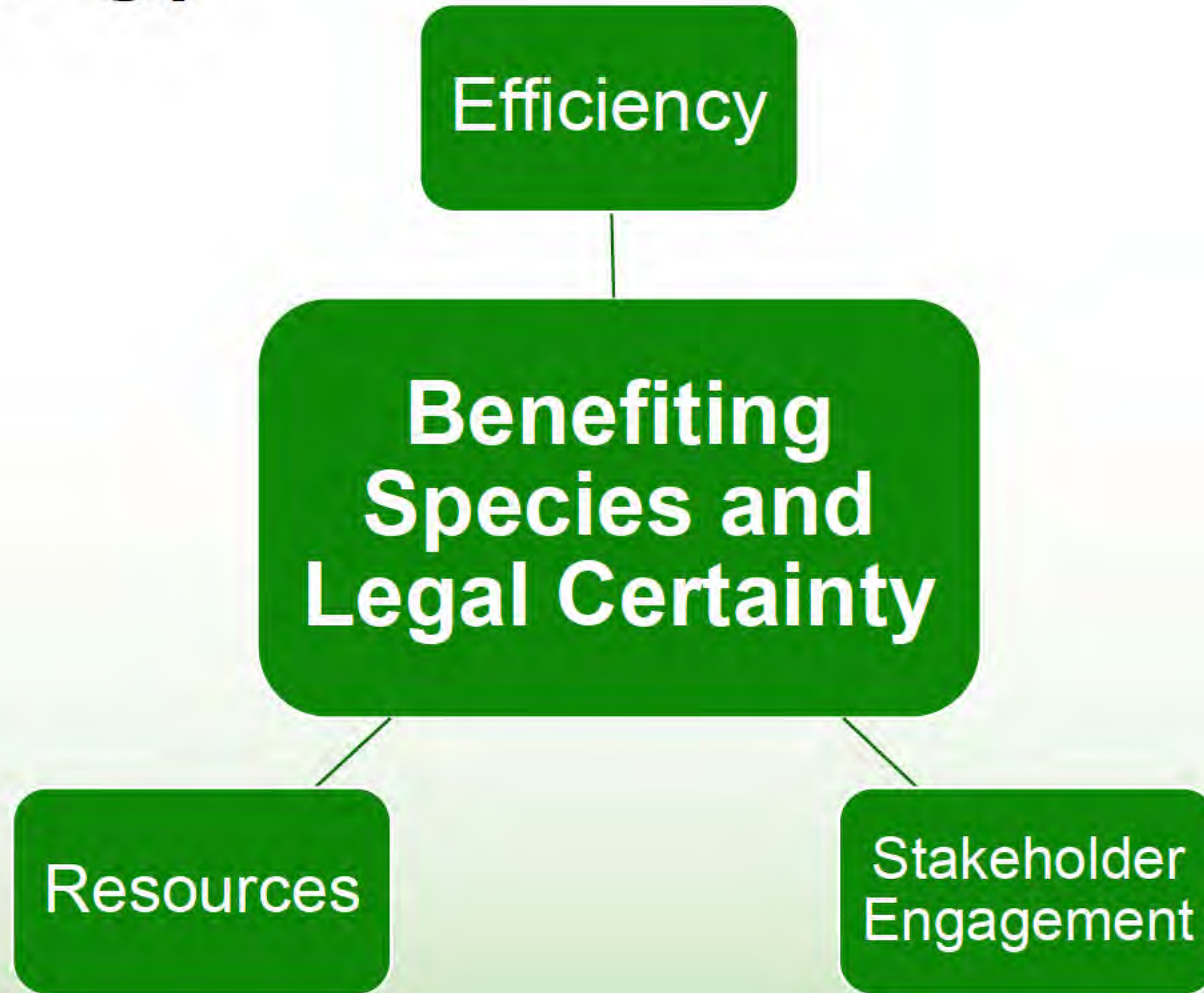 Efficiency
Benefiting
Species and
Legal Certainty
Resources
Stakeholder
Engagement